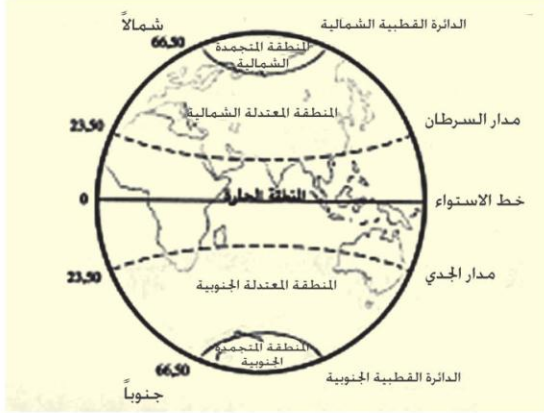 شمالاً
الدائرة القطبية الشمالية
66,50
المنطقة المتجمدة
الشمالية
المنطقة المعتدلة الشمالية
مدار السرطان
23,50
المنطقة الحارة
خط الاستواء
0
مدار الجدي
23,50
المنطقة المعتدلة الجنوبية
المنطقة المتجمدة
الجنوبية
66,50
الدائرة القطبية الجنوبية
جنوباً